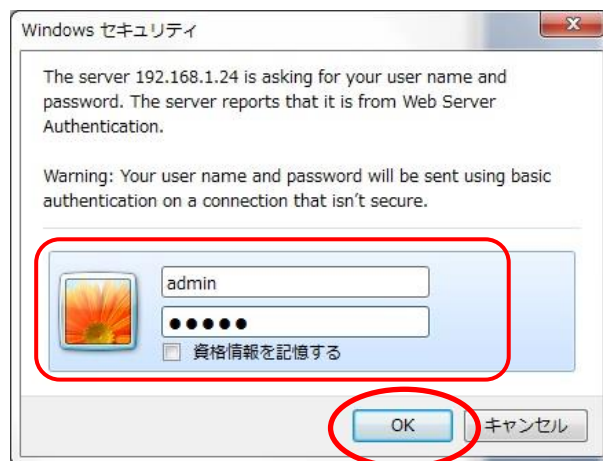 Windows セキュリティ
The server 192.168.1.24 is asking for your user name and
password. The server reports that it is from Web Server
Authentication.
Warning: Your user name and password will be sent using basic
authentication on a connection that isn't secure.
admin
●●●●●
資格情報を記憶する
OK キャンセル